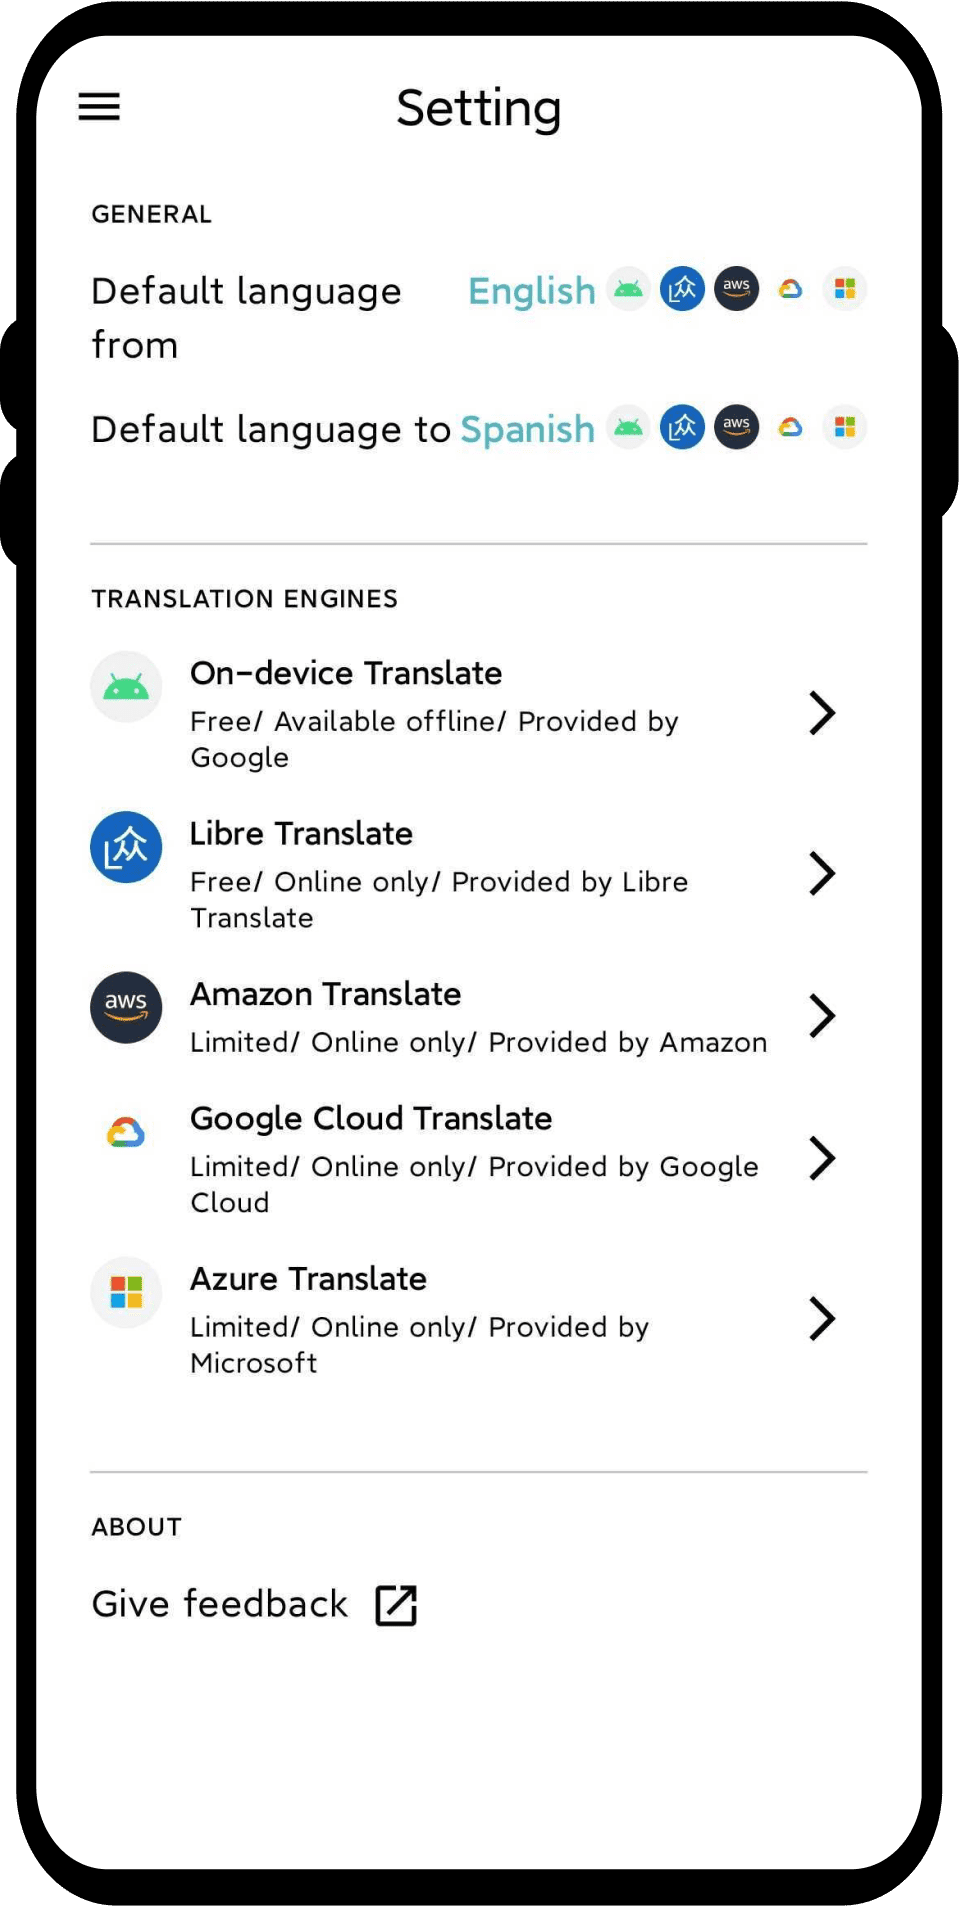 Setting
GENERAL
Default language from
English
aws
Default language to
Spanish
aws
TRANSLATION ENGINES
On-device Translate
Free/ Available offline/ Provided by
Google
L众
Libre Translate
Free/ Online only/ Provided by Libre
Translate
aws
Amazon Translate
Limited/ Online only/ Provided by Amazon
Google Cloud Translate
Limited/ Online only/ Provided by Google
Cloud
Azure Translate
Limited/ Online only/ Provided by
Microsoft
ABOUT
Give feedback